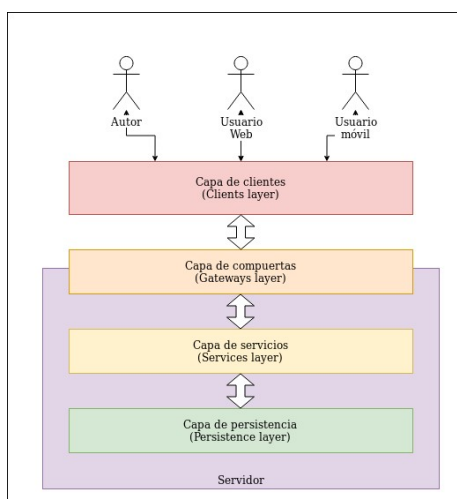 Autor
Usuario
Web
Usuario
móvil
Capa de clientes
(Clients layer)
Capa de compuertas
(Gateways layer)
Capa de servicios
(Services layer)
Capa de persistencia
(Persistence layer)
Servidor